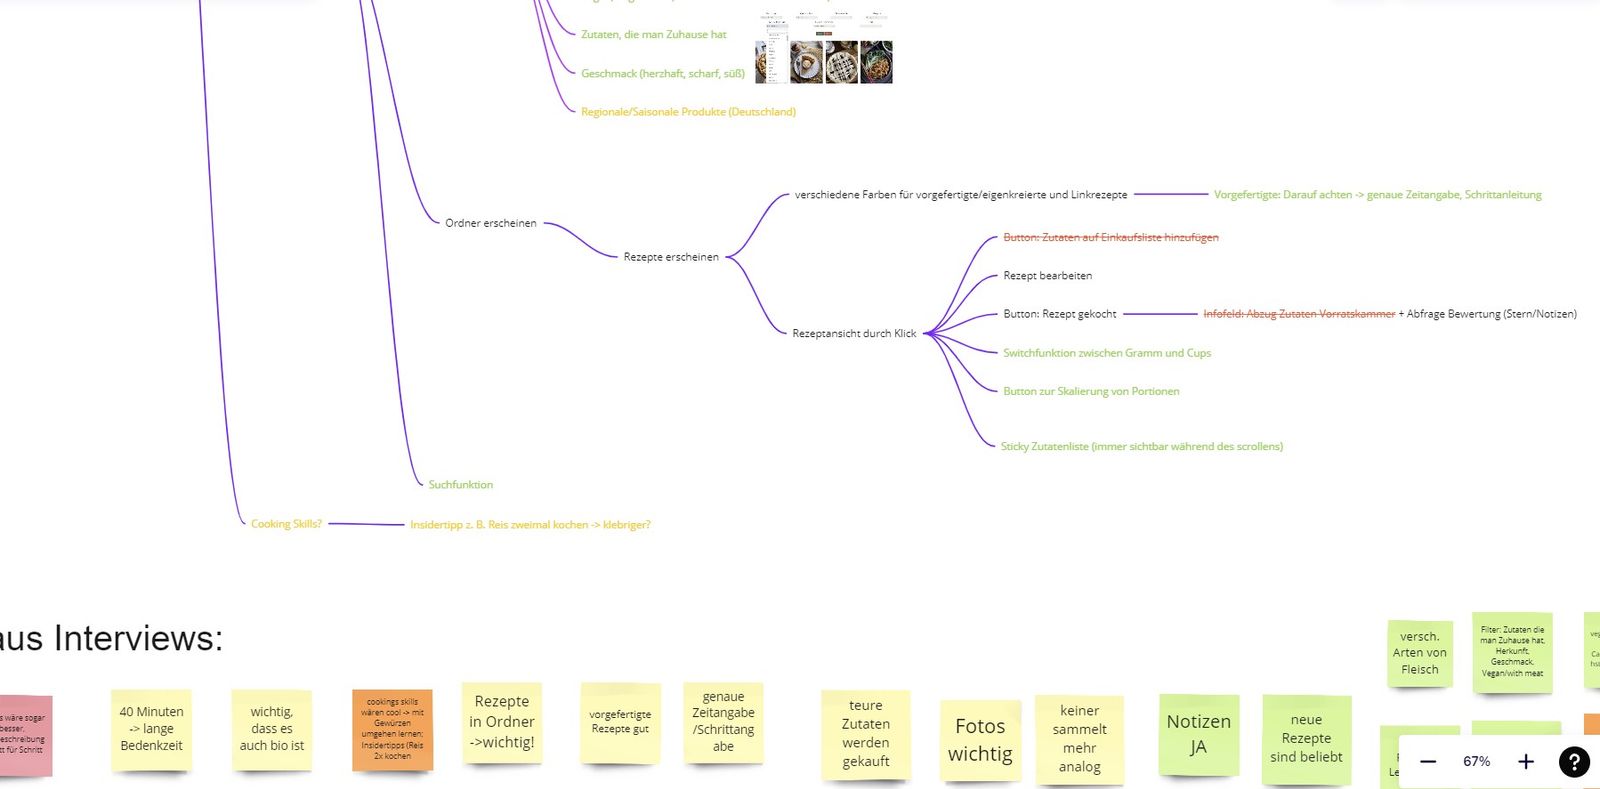 Zutaten, die man Zuhause hat
Geschmack (herzhaft, scharf, süß)
Regionale/Saisonale Produkte (Deutschland)
verschiedene Farben für vorgefertigte/eigenkreierte und Linkrezepte
Vorgefertigte: Darauf achten -> genaue Zeitangabe, Schrittanleitung
Ordner erscheinen
Rezepte erscheinen
Button: Zutaten auf Einkaufsliste hinzufügen
Rezept bearbeiten
Button: Rezept gekocht
Infofeld: Abzug Zutaten Vorratskammer + Abfrage Bewertung (Stern/Notizen)
Rezeptansicht durch Klick
Switchfunktion zwischen Gramm und Cups
Button zur Skalierung von Portionen
Sticky Zutatenliste (immer sichtbar während des scrollens)
Suchfunktion
Cooking Skills?
Insidertipp z. B. Reis zweimal kochen -> klebriger?
aus Interviews:
s wäre sogar
besser,
eschreibung
tt für Schritt
40 Minuten
-> lange
Bedenkzeit
wichtig,
dass es
auch bio ist
cookings skills
wären cool -> mit
Gewürzen
umgehen lernen;
Insidertipps (Reis
2x kochen
Rezepte
in Ordner
->wichtig!
vorgefertigte
Rezepte gut
genaue
Zeitangabe
/Schrittang
abe
teure
Zutaten
werden
gekauft
Fotos
wichtig
keiner
sammelt
mehr
analog
Notizen
JA
neue
Rezepte
sind beliebt
versch.
Arten von
Fleisch
Filter: Zutaten die
man Zuhause hat,
Herkunft,
Geschmack,
Vegan/with meat
67%